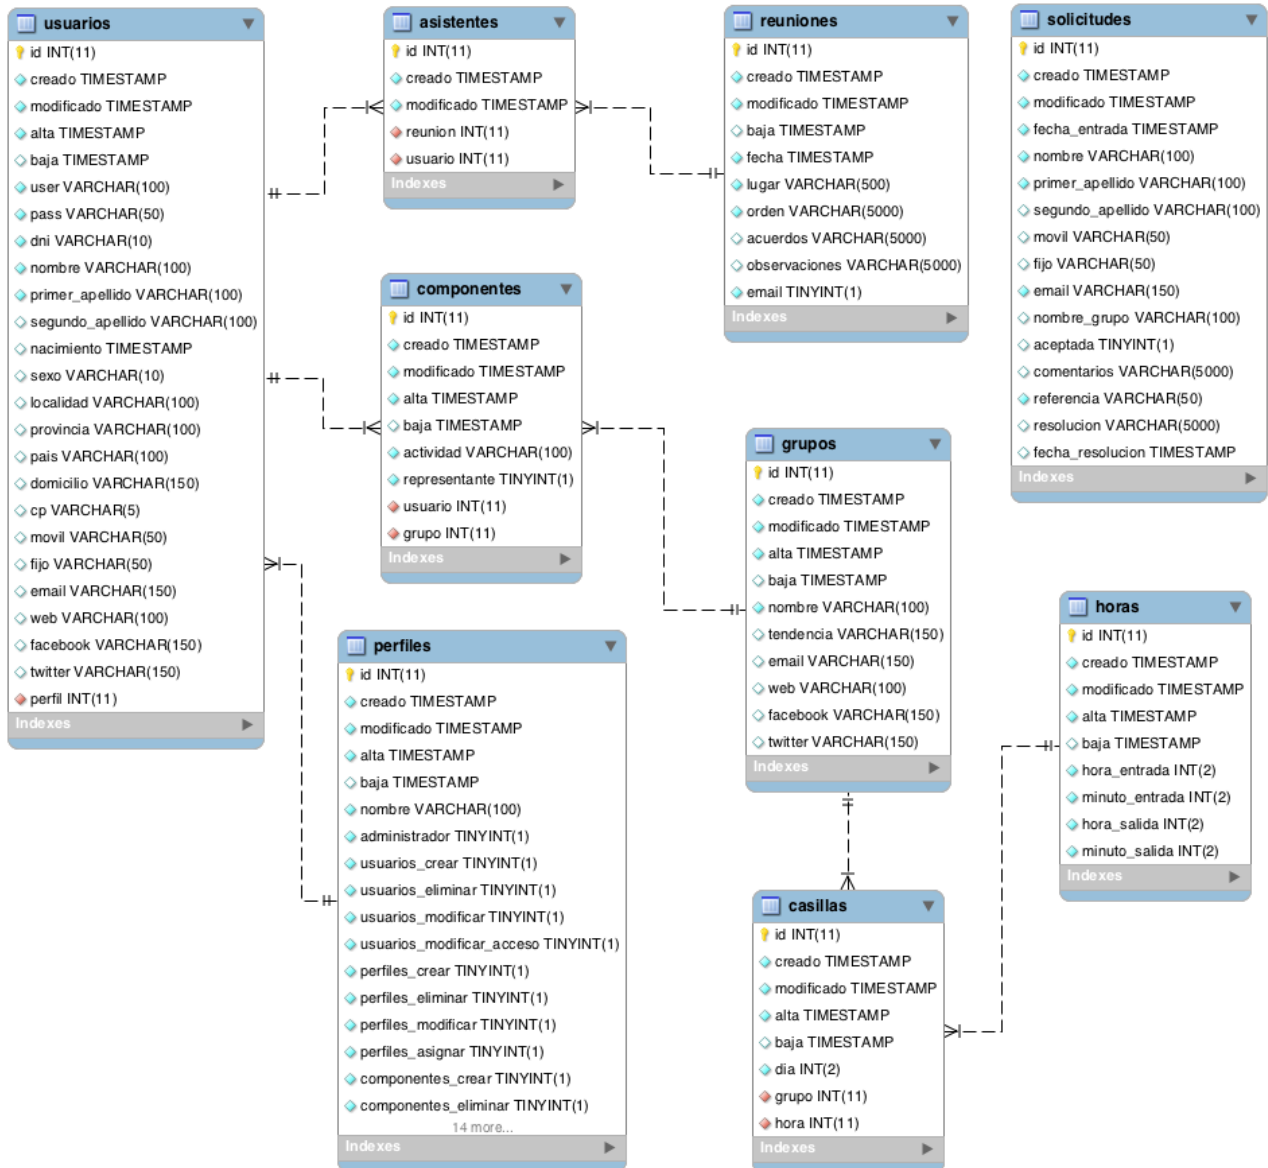 usuarios
id INT(11)
creado TIMESTAMP
modificado TIMESTAMP
alta TIMESTAMP
baja TIMESTAMP
user VARCHAR(100)
pass VARCHAR(50)
dni VARCHAR(10)
nombre VARCHAR(100)
primer_apellido VARCHAR(100)
segundo_apellido VARCHAR(100)
nacimiento TIMESTAMP
sexo VARCHAR(10)
localidad VARCHAR(100)
provincia VARCHAR(100)
pais VARCHAR(100)
domicilio VARCHAR(150)
cp VARCHAR(5)
movil VARCHAR(50)
fijo VARCHAR(50)
email VARCHAR(150)
web VARCHAR(100)
facebook VARCHAR(150)
twitter VARCHAR(150)
perfil INT(11)
Indexes
asistentes
id INT(11)
creado TIMESTAMP
modificado TIMESTAMP
reunion INT(11)
usuario INT(11)
Indexes
reuniones
id INT(11)
creado TIMESTAMP
modificado TIMESTAMP
baja TIMESTAMP
fecha TIMESTAMP
lugar VARCHAR(500)
orden VARCHAR(5000)
acuerdos VARCHAR(5000)
observaciones VARCHAR(5000)
email TINYINT(1)
Indexes
solicitudes
id INT(11)
creado TIMESTAMP
modificado TIMESTAMP
fecha_entrada TIMESTAMP
nombre VARCHAR(100)
primer_apellido VARCHAR(100)
segundo_apellido VARCHAR(100)
movil VARCHAR(50)
fijo VARCHAR(50)
email VARCHAR(150)
nombre_grupo VARCHAR(100)
aceptada TINYINT(1)
comentarios VARCHAR(5000)
referencia VARCHAR(50)
resolucion VARCHAR(5000)
fecha_resolucion TIMESTAMP
Indexes
componentes
id INT(11)
creado TIMESTAMP
modificado TIMESTAMP
alta TIMESTAMP
baja TIMESTAMP
actividad VARCHAR(100)
representante TINYINT(1)
usuario INT(11)
grupo INT(11)
Indexes
grupos
id INT(11)
creado TIMESTAMP
modificado TIMESTAMP
alta TIMESTAMP
baja TIMESTAMP
nombre VARCHAR(100)
tendencia VARCHAR(150)
email VARCHAR(150)
web VARCHAR(100)
facebook VARCHAR(150)
twitter VARCHAR(150)
Indexes
horas
id INT(11)
creado TIMESTAMP
modificado TIMESTAMP
alta TIMESTAMP
baja TIMESTAMP
hora_entrada INT(2)
minuto_entrada INT(2)
hora_salida INT(2)
minuto_salida INT(2)
Indexes
perfiles
id INT(11)
creado TIMESTAMP
modificado TIMESTAMP
alta TIMESTAMP
baja TIMESTAMP
nombre VARCHAR(100)
administrador TINYINT(1)
usuarios_crear TINYINT(1)
usuarios_eliminar TINYINT(1)
usuarios_modificar TINYINT(1)
usuarios_modificar_acceso TINYINT(1)
perfiles_crear TINYINT(1)
perfiles_eliminar TINYINT(1)
perfiles_modificar TINYINT(1)
perfiles_asignar TINYINT(1)
componentes_crear TINYINT(1)
componentes_eliminar TINYINT(1)
14 more...
Indexes
casillas
id INT(11)
creado TIMESTAMP
modificado TIMESTAMP
alta TIMESTAMP
baja TIMESTAMP
dia INT(2)
grupo INT(11)
hora INT(11)
Indexes